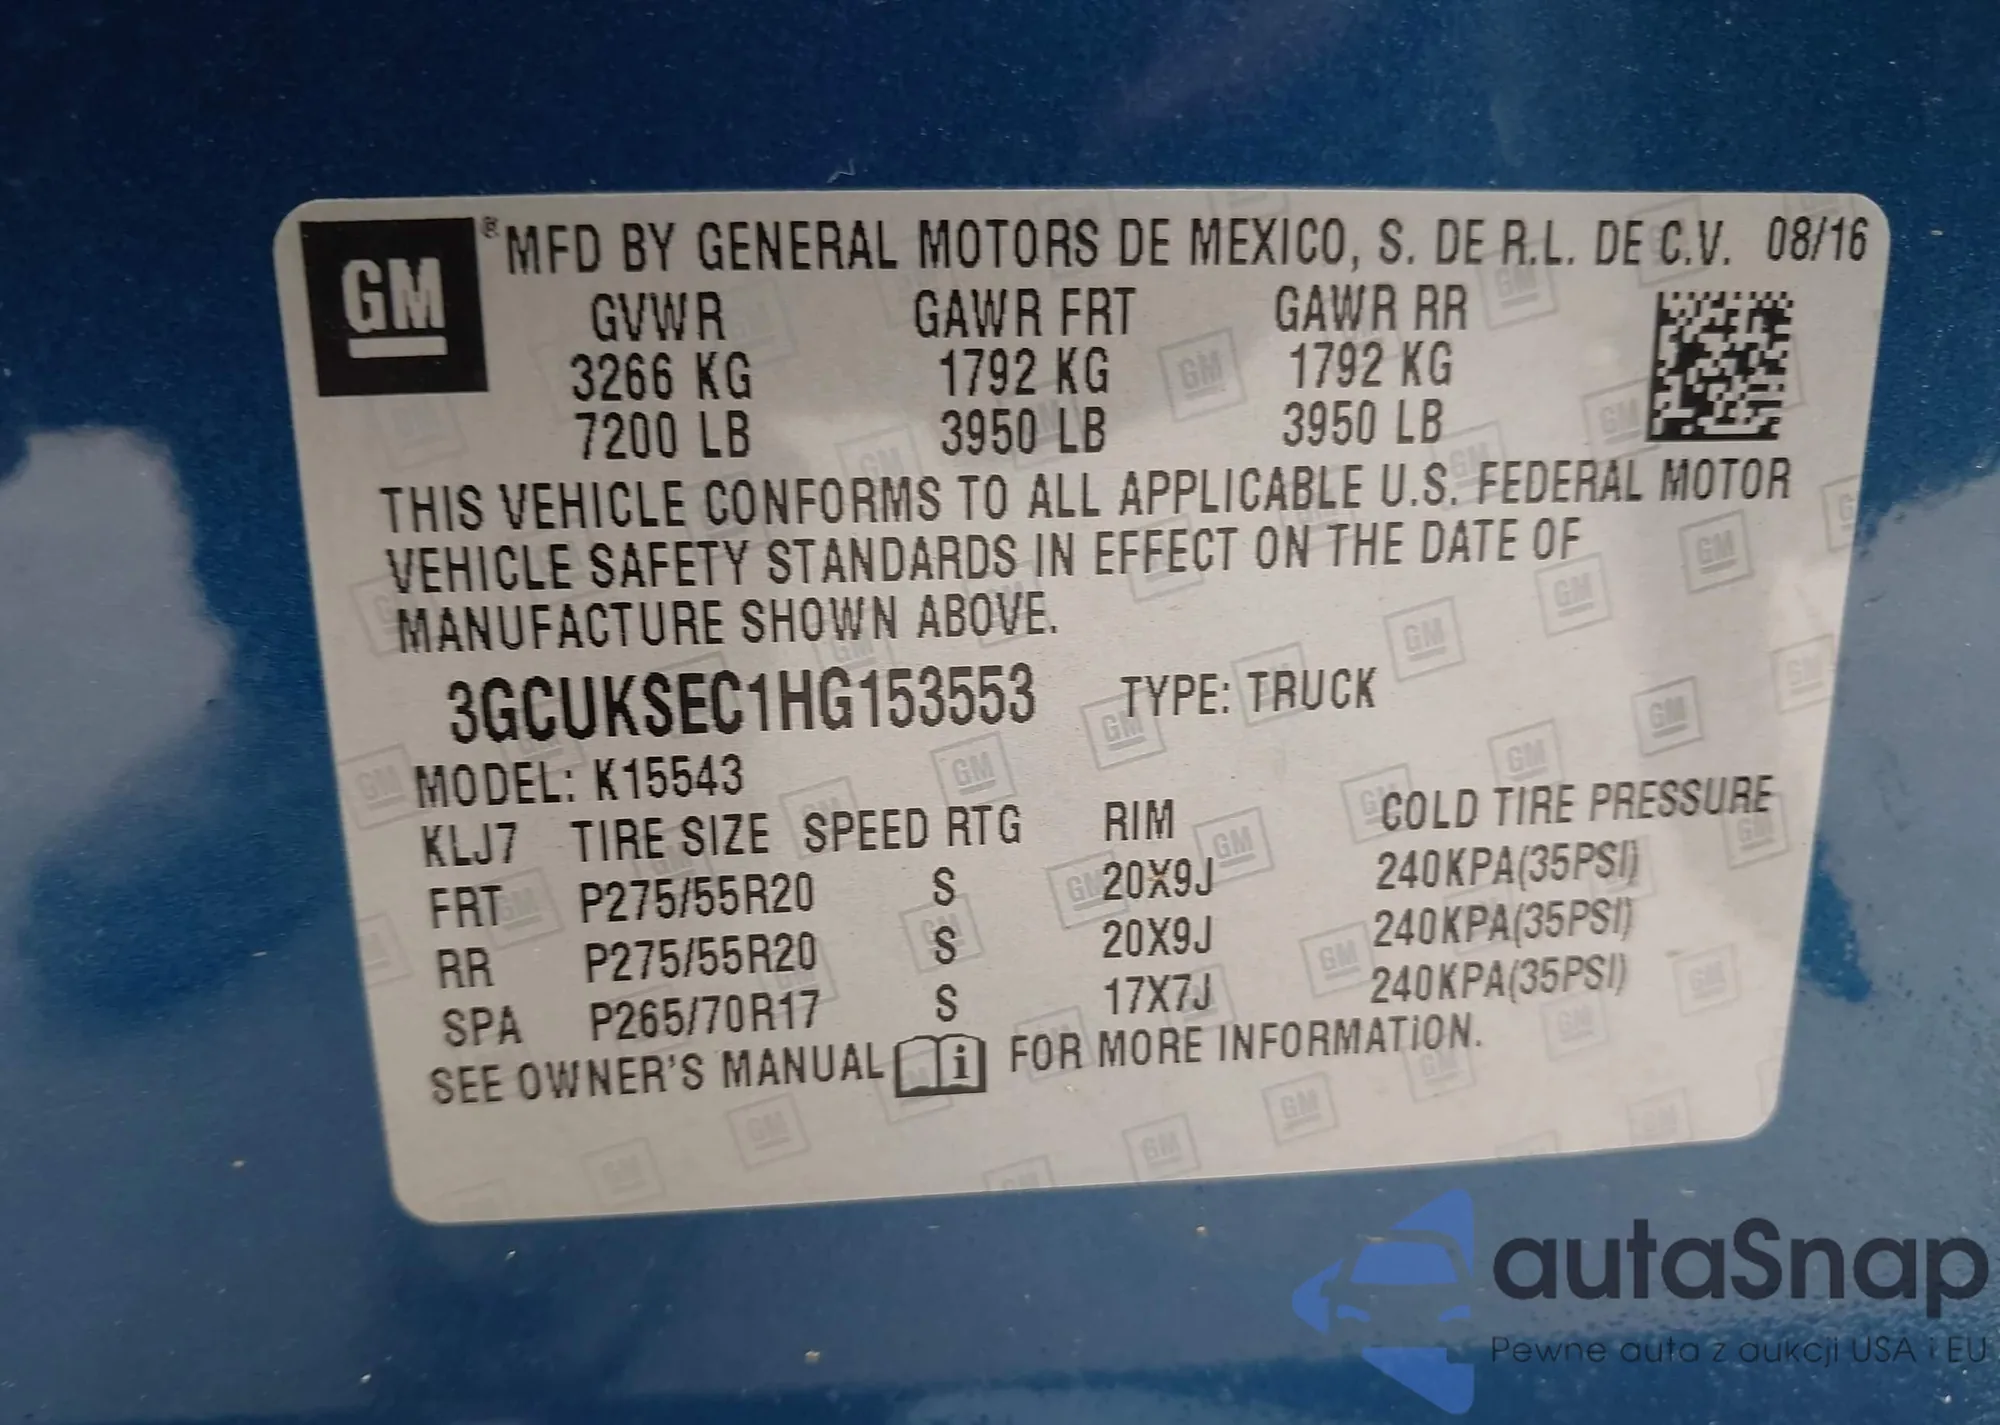 GM ® MFD BY GENERAL MOTORS DE MEXICO, S. DE R.L. DE C.V. 08/16
GVWR GAWR FRT GAWR RR
3266 KG 1792 KG 1792 KG
7200 LB 3950 LB 3950 LB
THIS VEHICLE CONFORMS TO ALL APPLICABLE U.S. FEDERAL MOTOR
VEHICLE SAFETY STANDARDS IN EFFECT ON THE DATE OF
MANUFACTURE SHOWN ABOVE.
3GCUKSEC1HG153553 TYPE: TRUCK
MODEL: K15543
KLJ7 TIRE SIZE SPEED RTG RIM COLD TIRE PRESSURE
FRT P275/55R20 S 20X9J 240KPA(35PSI)
RR P275/55R20 S 20X9J 240KPA(35PSI)
SPA P265/70R17 S 17X7J 240KPA(35PSI)
SEE OWNER'S MANUAL i FOR MORE INFORMATION.
autaSnap
Pewne auta z aukcji USA i EU